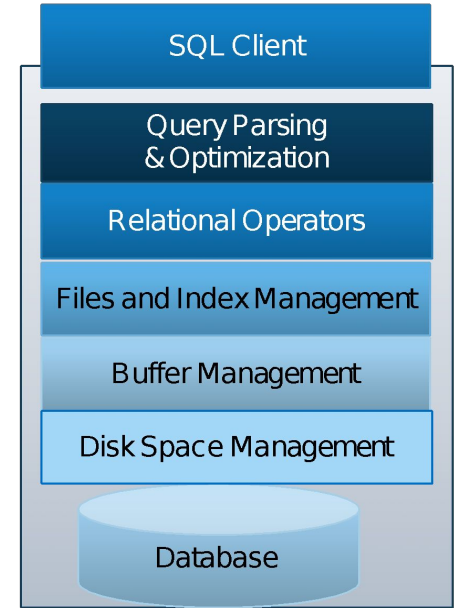 SQL Client
Query Parsing
& Optimization
Relational Operators
Files and Index Management
Buffer Management
Disk Space Management
Database